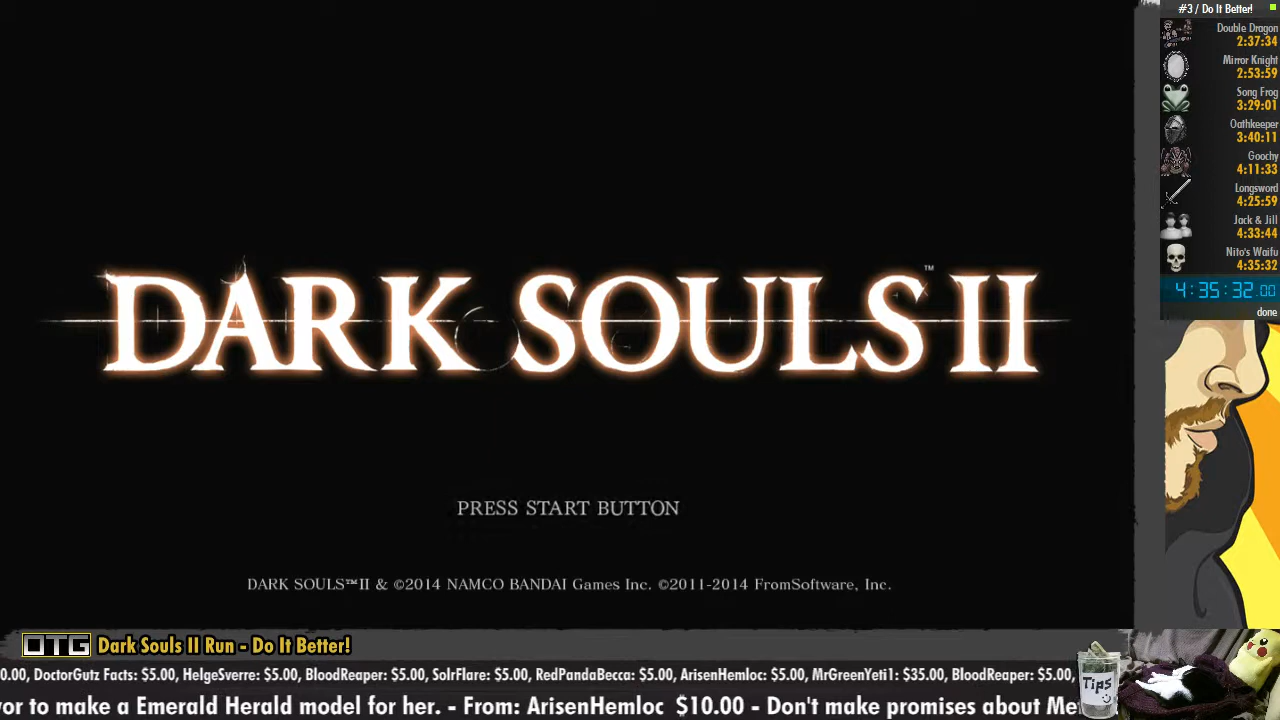 #3 / Do It Better!
Double Dragon
2:37:34
Mirror Knight
2:53:59
Song Frog
3:29:01
Oathkeeper
3:40:11
Goochy
4:11:33
Longsword
4:25:59
Jack & Jill
4:33:44
Nito's Waifu
4:35:32
4:35:32.00
done
DARK SOULS™ II
PRESS START BUTTON
DARK SOULS™II & ©2014 NAMCO BANDAI Games Inc. ©2011-2014 FromSoftware, Inc.
OTG Dark Souls II Run - Do It Better!
0.00, DoctorGutz Facts: $5.00, HelgeSverre: $5.00, BloodReaper: $5.00, SolrFlare: $5.00, RedPandaBecca: $5.00, ArisenHemloc: $5.00, MrGreenYeti1: $35.00, BloodReaper: $5.00,
vor to make a Emerald Herald model for her. - From: ArisenHemloc $10.00 - Don't make promises about Me
Tips